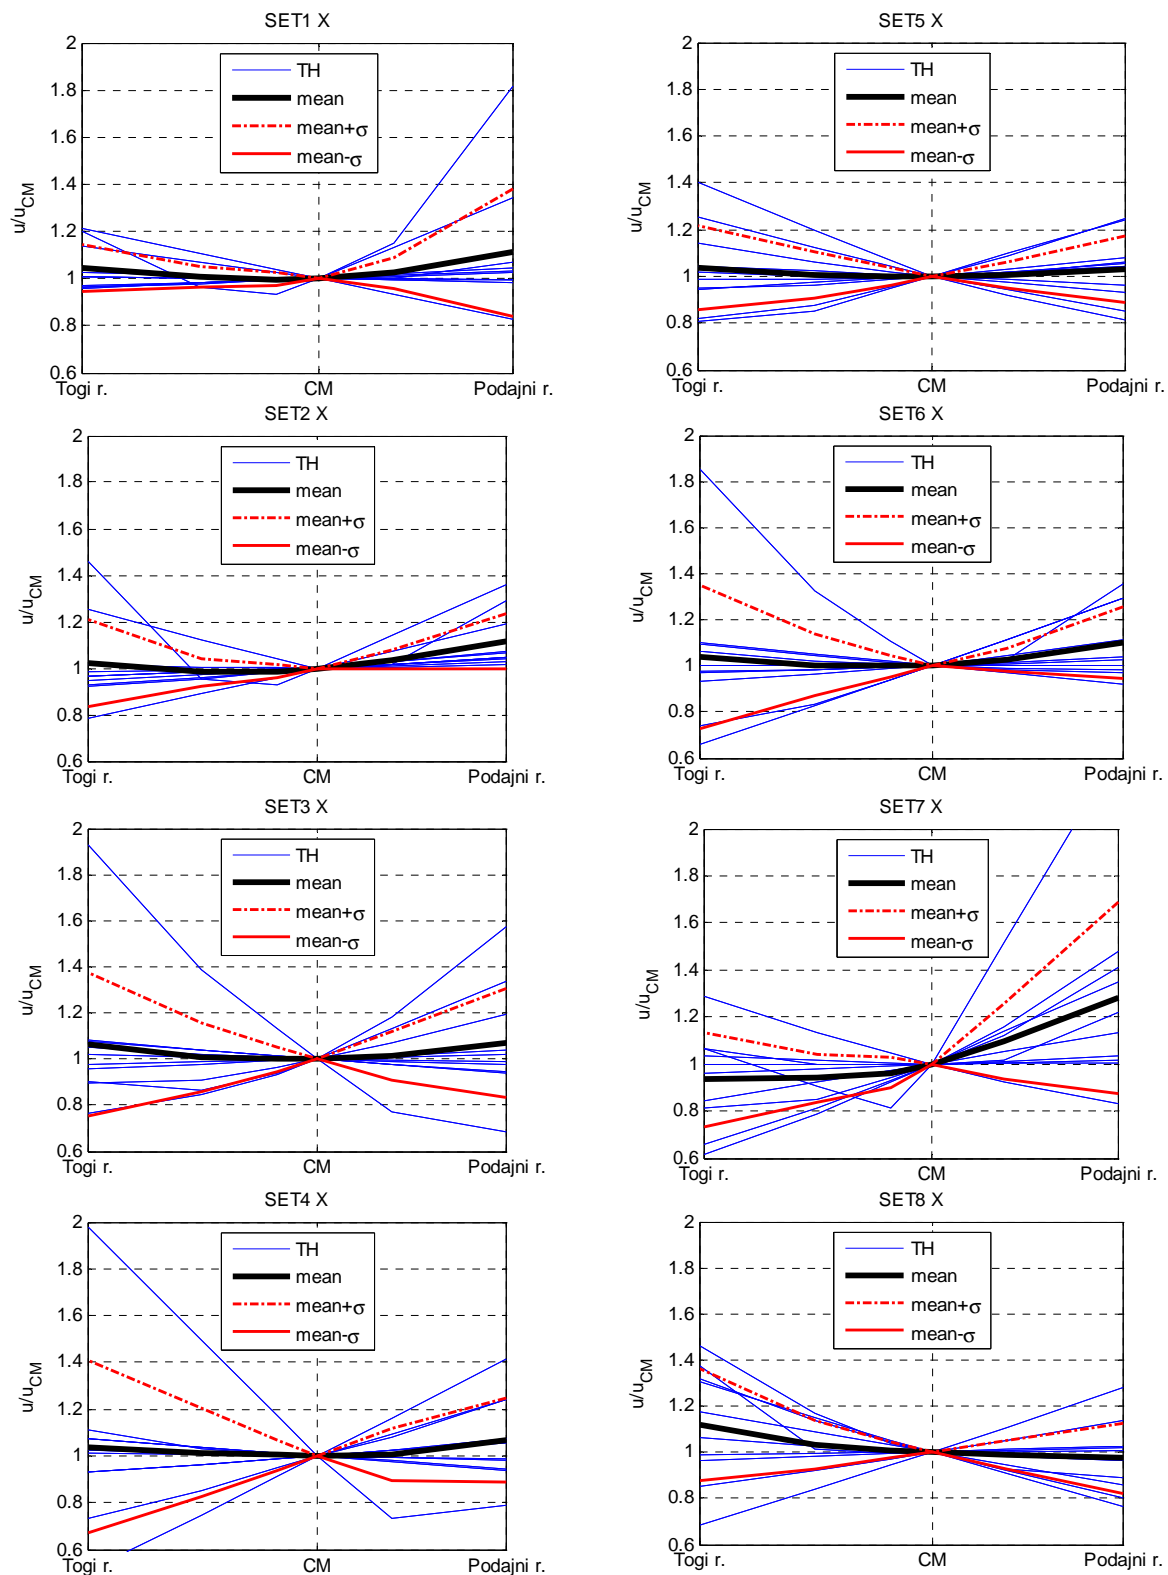 SET1 X
2
1.8
1.6
1.4
1.2
1
0.8
0.6
u/uCM
TH
mean
mean+σ
mean-σ
Togi r.
CM
Podajni r.
SET5 X
2
1.8
1.6
1.4
1.2
1
0.8
0.6
u/uCM
TH
mean
mean+σ
mean-σ
Togi r.
CM
Podajni r.
SET2 X
2
1.8
1.6
1.4
1.2
1
0.8
0.6
u/uCM
TH
mean
mean+σ
mean-σ
Togi r.
CM
Podajni r.
SET6 X
2
1.8
1.6
1.4
1.2
1
0.8
0.6
u/uCM
TH
mean
mean+σ
mean-σ
Togi r.
CM
Podajni r.
SET3 X
2
1.8
1.6
1.4
1.2
1
0.8
0.6
u/uCM
TH
mean
mean+σ
mean-σ
Togi r.
CM
Podajni r.
SET7 X
2
1.8
1.6
1.4
1.2
1
0.8
0.6
u/uCM
TH
mean
mean+σ
mean-σ
Togi r.
CM
Podajni r.
SET4 X
2
1.8
1.6
1.4
1.2
1
0.8
0.6
u/uCM
TH
mean
mean+σ
mean-σ
Togi r.
CM
Podajni r.
SET8 X
2
1.8
1.6
1.4
1.2
1
0.8
0.6
u/uCM
TH
mean
mean+σ
mean-σ
Togi r.
CM
Podajni r.